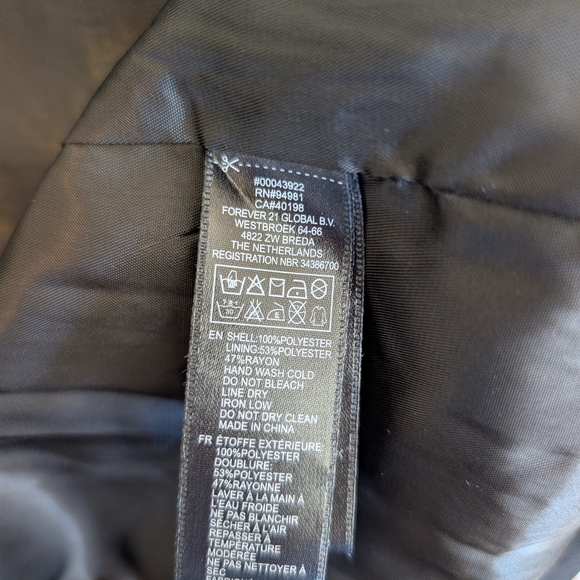 #00043922
RN#94981
CA#40198
FOREVER 21 GLOBAL B.V.
WESTBROEK 64-66
4822 ZW BREDA
THE NETHERLANDS
REGISTRATION NBR 34386700
30
EN SHELL:100%POLYESTER
LINING:53%POLYESTER
47%RAYON
HAND WASH COLD
DO NOT BLEACH
LINE DRY
IRON LOW
DO NOT DRY CLEAN
MADE IN CHINA
FR ÉTOFFE EXTÉRIEURE:
100%POLYESTER
DOUBLURE:
53%POLYESTER
47%RAYONNE
LAVER À LA MAIN À
L'EAU FROIDE
NE PAS BLANCHIR
SÉCHER À L'AIR
REPASSER À
TEMPÉRATURE
MODÉRÉE
NE PAS NETTOYER À
SEC